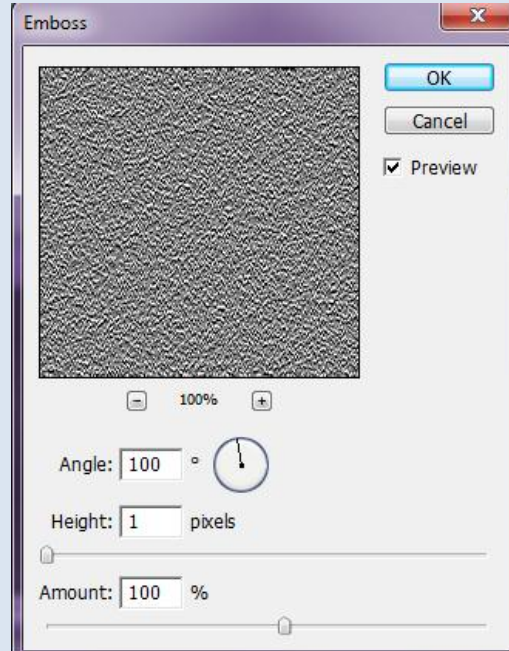 Emboss
OK
Cancel
Preview
100%
Angle: 100 °
Height: 1 pixels
Amount: 100 %